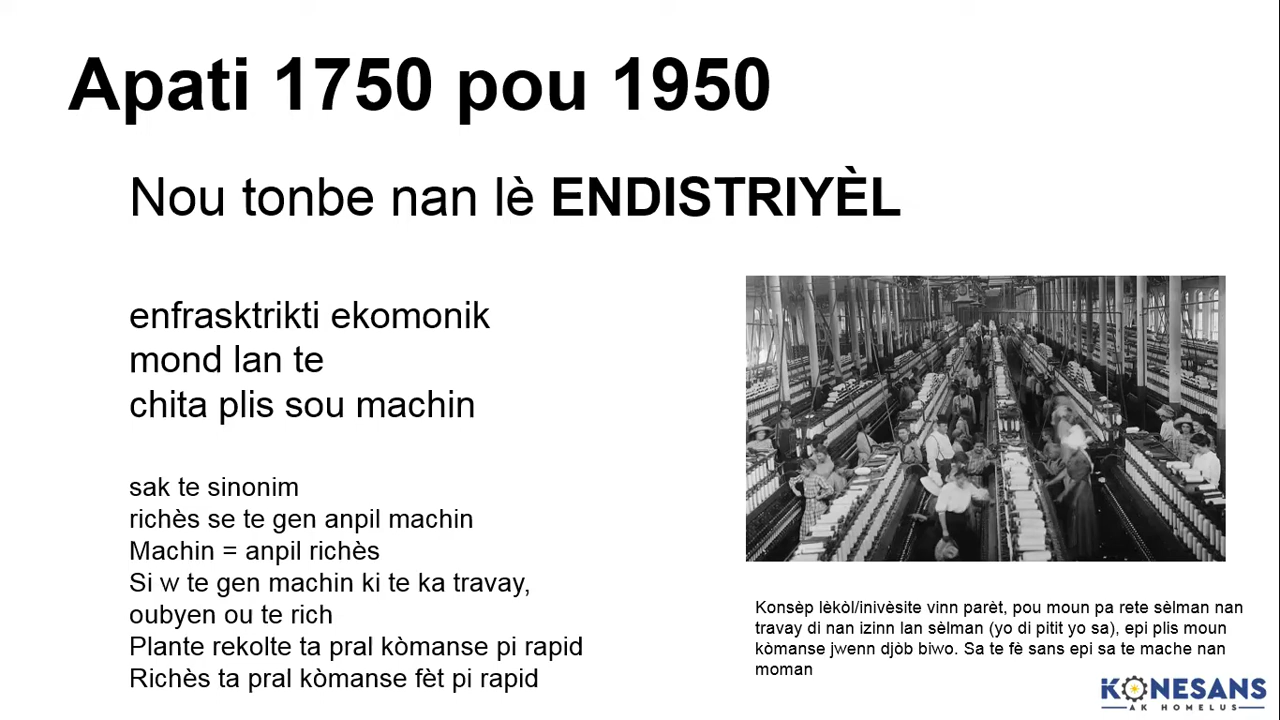 Apati 1750 pou 1950
Nou tonbe nan lè ENDISTRIYÈL
enfrasktrikti ekomonik
mond lan te
chita plis sou machin
sak te sinonim
richès se te gen anpil machin
Machin = anpil richès
Si w te gen machin ki te ka travay,
oubyen ou te rich
Plante rekolte ta pral kòmanse pi rapid
Richès ta pral kòmanse fèt pi rapid
Konsèp lèkòl/inivèsite vinn parèt, pou moun pa rete sèlman nan
travay di nan izinn lan sèlman (yo di pitit yo sa), epi plis moun
kòmanse jwenn djòb biwo. Sa te fè sans epi sa te mache nan
moman
KONESANS
AK HOMELUS